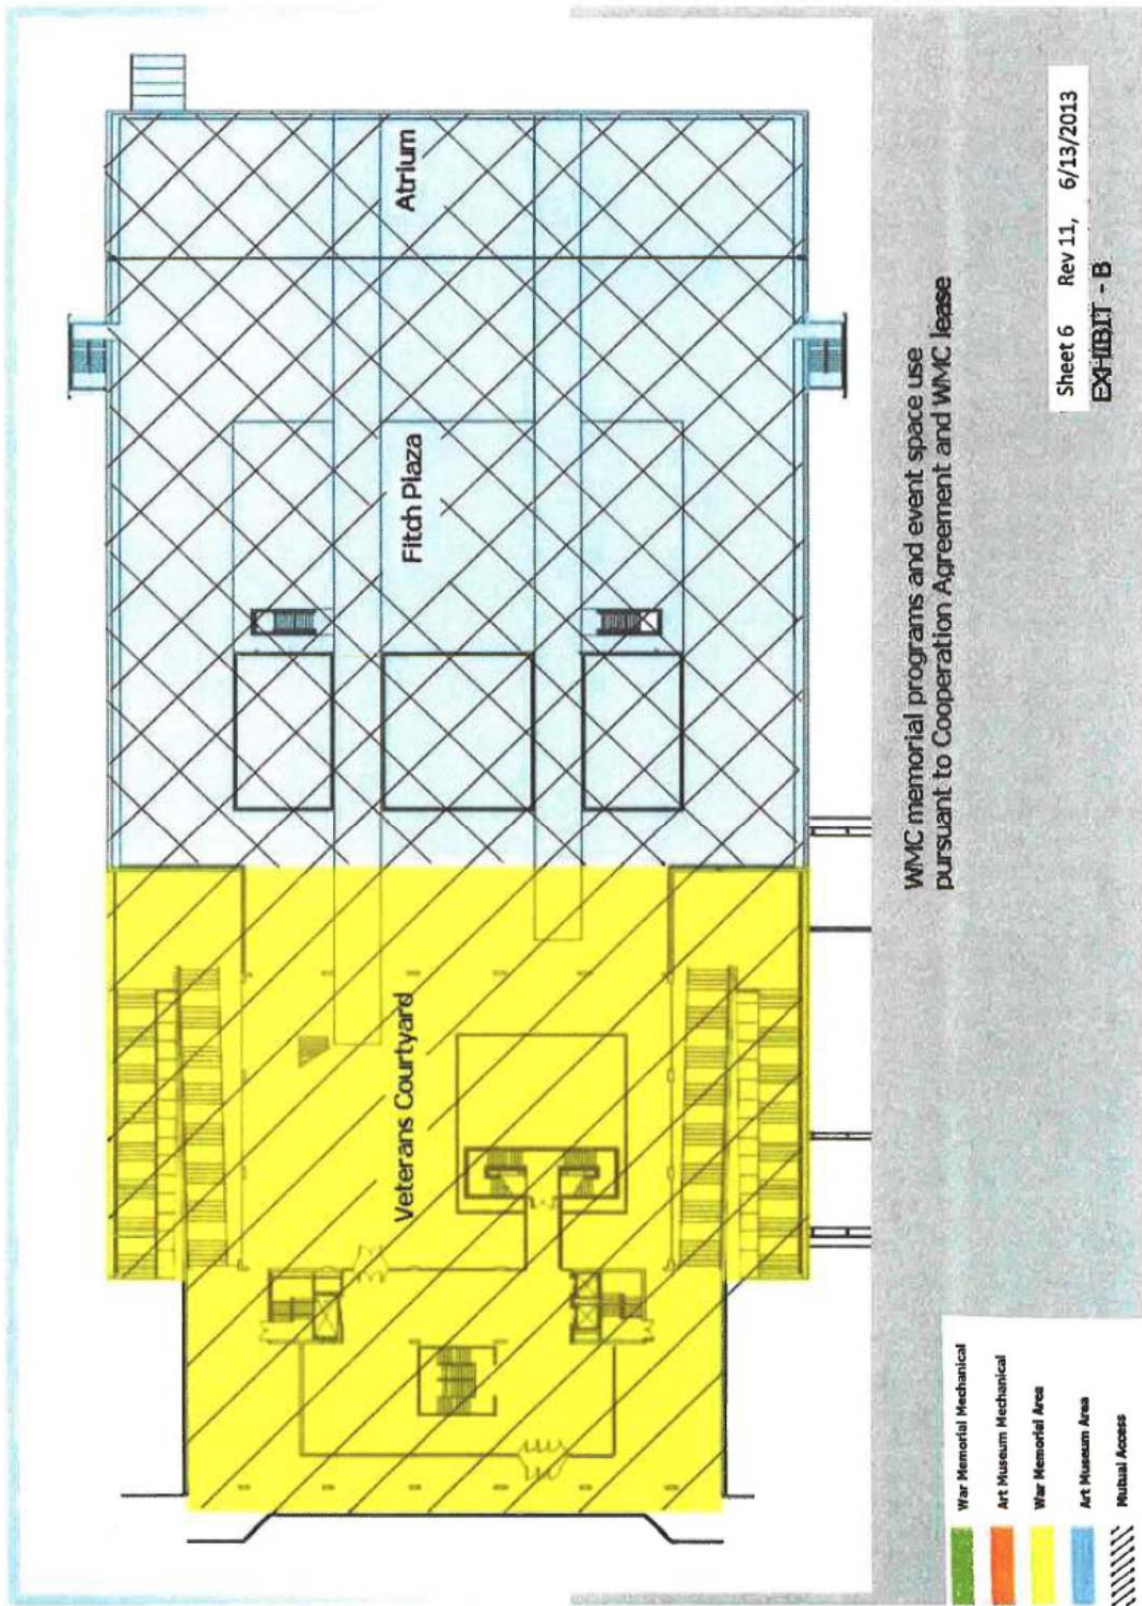 Atrium
Fitch Plaza
Veterans Courtyard
WMC memorial programs and event space use
pursuant to Cooperation Agreement and WMC lease
Sheet 6 Rev 11, 6/13/2013
EXHIBIT - B
War Memorial Mechanical
Art Museum Mechanical
War Memorial Area
Art Museum Area
Mutual Access